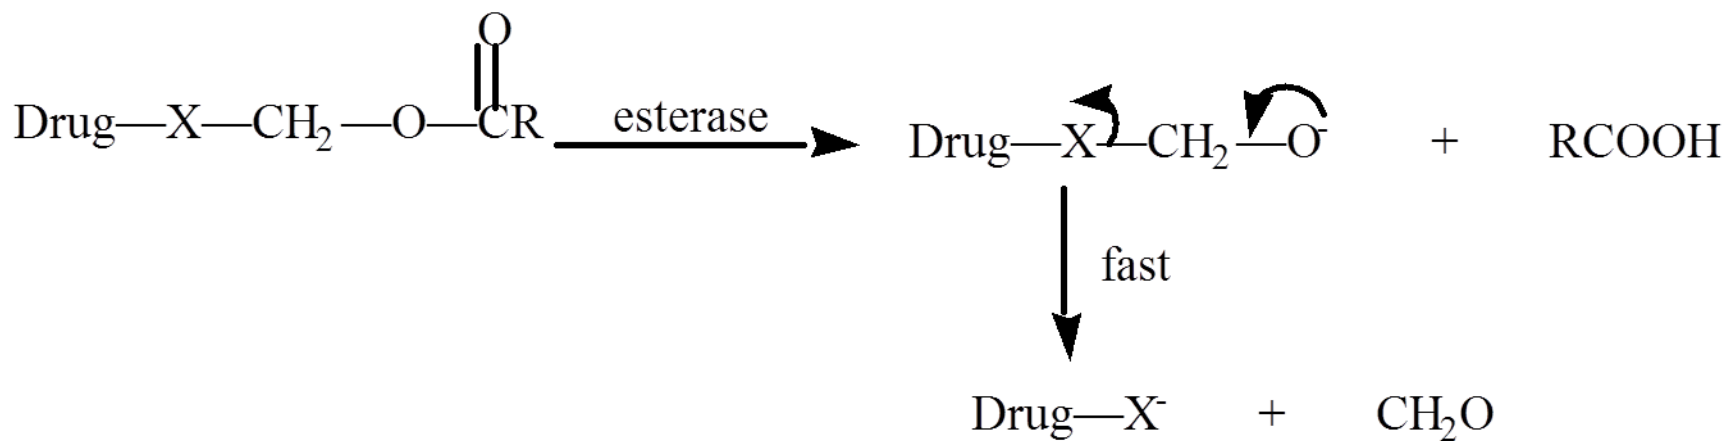 O
Drug—X—CH₂—O—CR esterase Drug—X—CH₂—O⁻ + RCOOH
fast
Drug—X⁻ + CH₂O